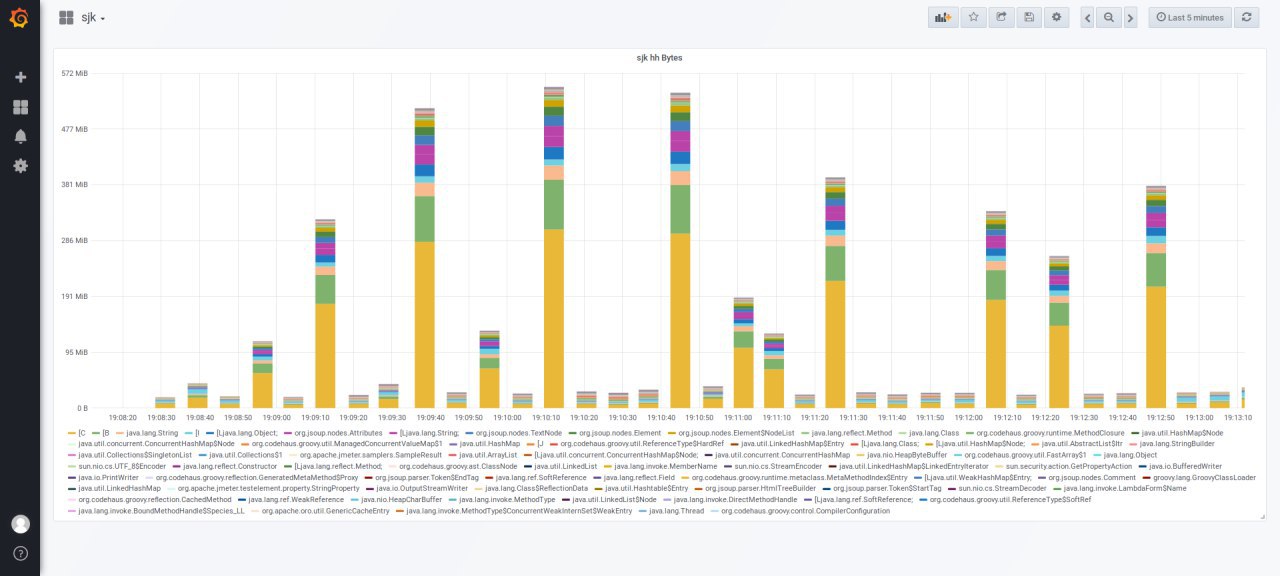 sjk
Last 5 minutes
sjk hh Bytes
572 MiB
477 MiB
381 MiB
286 MiB
191 MiB
95 MiB
0 B
19:08:20 19:08:30 19:08:40 19:08:50 19:09:00 19:09:10 19:09:20 19:09:30 19:09:40 19:09:50 19:10:00 19:10:10 19:10:20 19:10:30 19:10:40 19:10:50 19:11:00 19:11:10 19:11:20 19:11:30 19:11:40 19:11:50 19:12:00 19:12:10 19:12:20 19:12:30 19:12:40 19:12:50 19:13:00 19:13:10
[C [B java.lang.String [I [Ljava.lang.Object; org.jsoup.nodes.Attributes [Ljava.lang.String; org.jsoup.nodes.TextNode org.jsoup.nodes.Element org.jsoup.nodes.Element$NodeList java.lang.reflect.Method java.lang.Class org.codehaus.groovy.runtime.MethodClosure java.util.HashMap$Node
java.util.concurrent.ConcurrentHashMap$Node org.codehaus.groovy.util.ManagedConcurrentValueMap$1 java.util.HashMap [J org.codehaus.groovy.util.ReferenceType$HardRef java.util.LinkedHashMap$Entry [Ljava.lang.Class; [Ljava.util.HashMap$Node; java.util.AbstractList$Itr java.lang.StringBuilder
java.util.Collections$SingletonList java.util.Collections$1 org.apache.jmeter.samplers.SampleResult java.util.ArrayList [Ljava.util.concurrent.ConcurrentHashMap$Node; java.util.concurrent.ConcurrentHashMap java.nio.HeapByteBuffer org.codehaus.groovy.util.FastArray$1 java.lang.Object
sun.nio.cs.UTF_8$Encoder java.lang.reflect.Constructor [Ljava.lang.reflect.Method; org.codehaus.groovy.ast.ClassNode java.util.LinkedList java.lang.invoke.MemberName sun.nio.cs.StreamEncoder java.util.LinkedHashMap$LinkedEntryIterator sun.security.action.GetPropertyAction java.io.BufferedWriter
java.io.PrintWriter org.codehaus.groovy.reflection.GeneratedMetaMethod$Proxy org.jsoup.parser.Token$EndTag java.lang.ref.SoftReference java.lang.reflect.Field org.codehaus.groovy.runtime.metaclass.MetaMethodIndex$Entry [Ljava.util.WeakHashMap$Entry; org.jsoup.nodes.Comment groovy.lang.GroovyClassLoader
java.util.LinkedHashMap org.apache.jmeter.testelement.property.StringProperty java.io.OutputStreamWriter java.lang.Class$ReflectionData java.util.Hashtable$Entry org.jsoup.parser.HtmlTreeBuilder org.jsoup.parser.Token$StartTag sun.nio.cs.StreamDecoder java.lang.invoke.LambdaForm$Name
org.codehaus.groovy.reflection.CachedMethod java.lang.ref.WeakReference java.nio.HeapCharBuffer java.lang.invoke.MethodType java.util.LinkedList$Node java.lang.invoke.DirectMethodHandle [Ljava.lang.ref.SoftReference; org.codehaus.groovy.util.ReferenceType$SoftRef
java.lang.invoke.BoundMethodHandle$Species_LL org.apache.oro.util.GenericCacheEntry java.lang.invoke.MethodType$ConcurrentWeakInternSet$WeakEntry java.lang.Thread org.codehaus.groovy.control.CompilerConfiguration